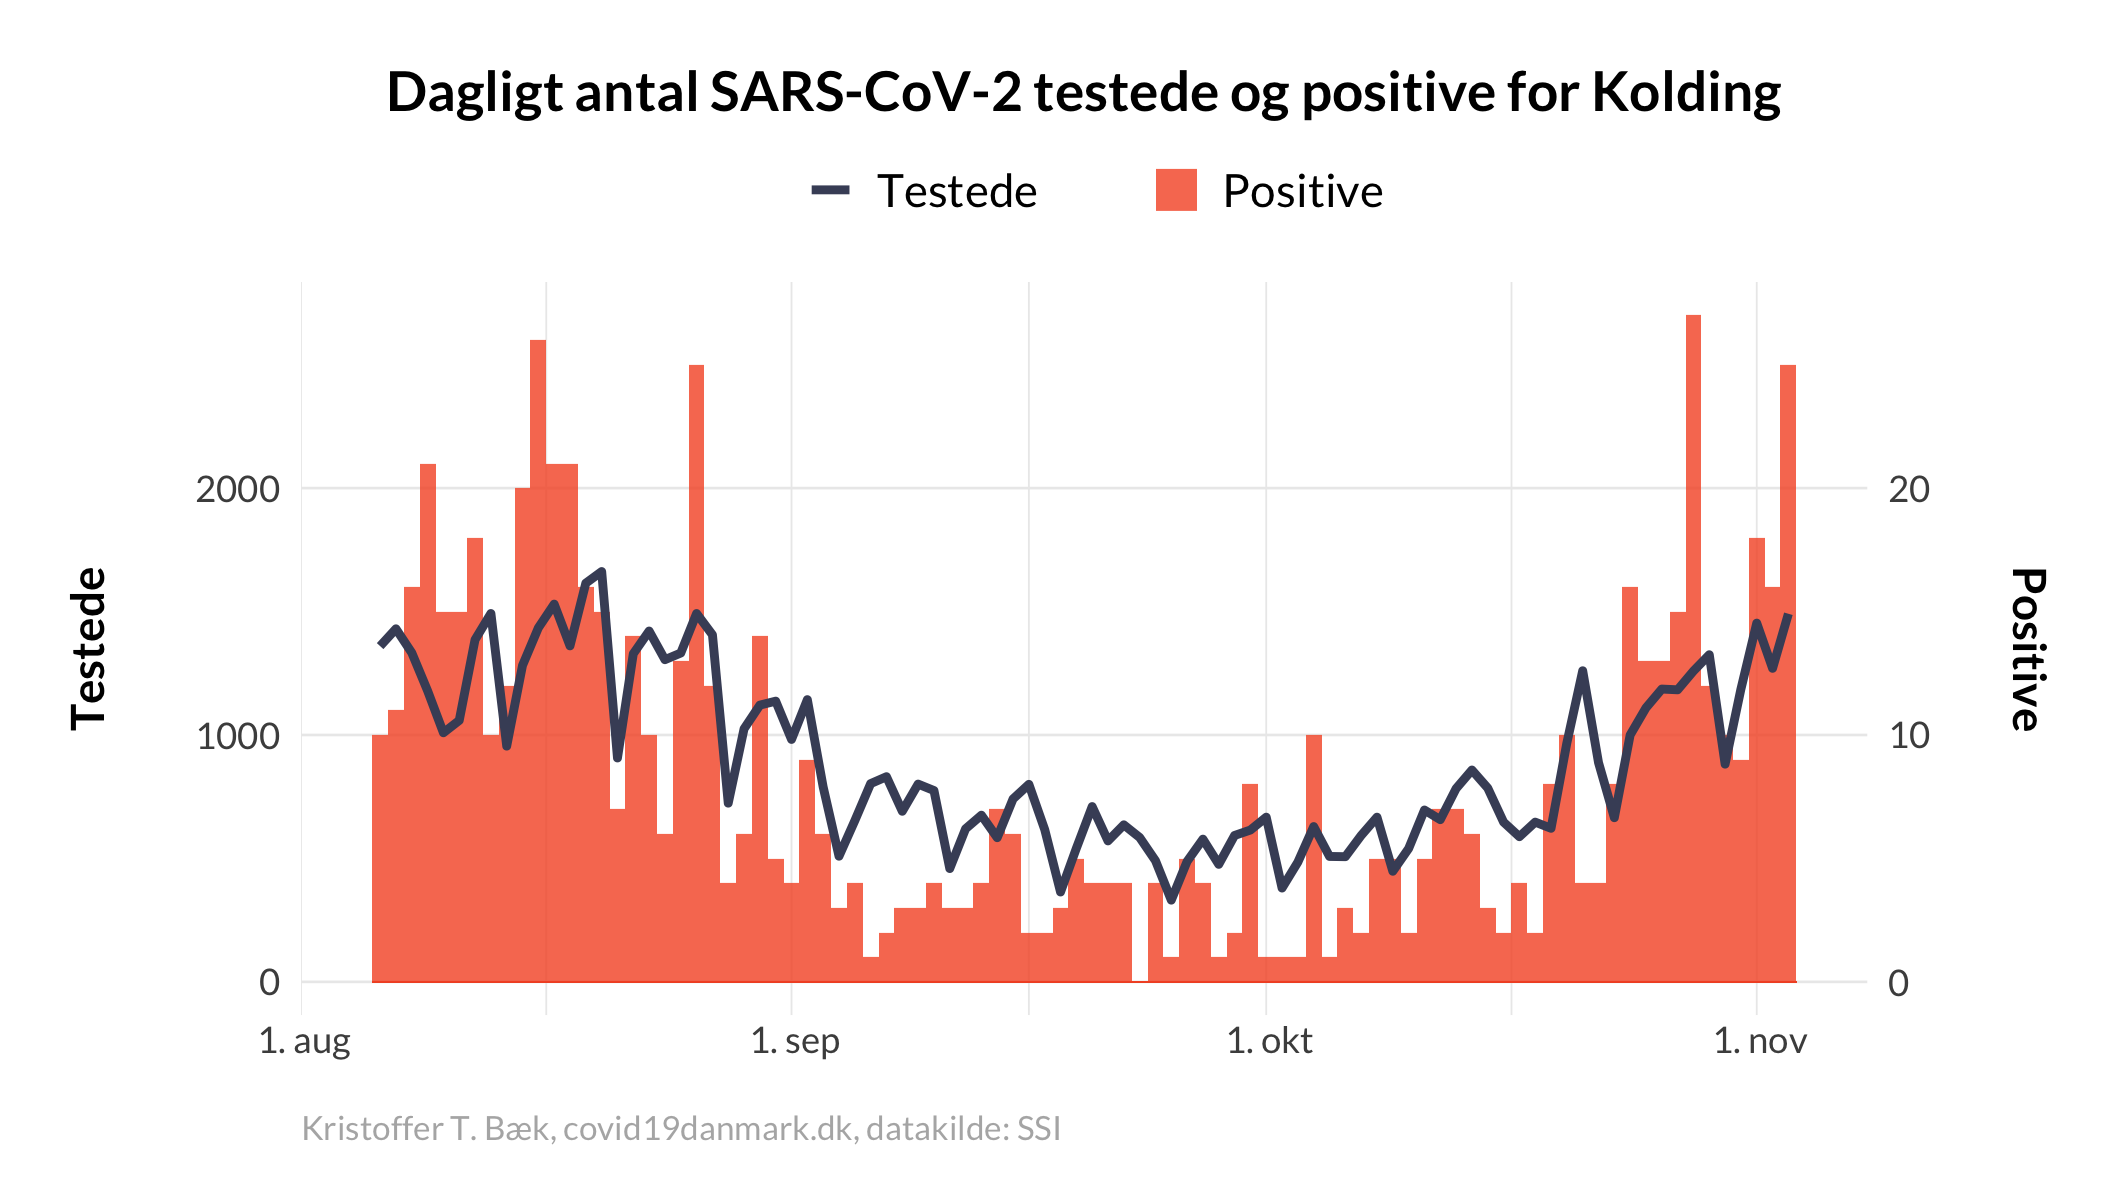 Dagligt antal SARS-CoV-2 testede og positive for Kolding
Testede Positive
Testede
2000
1000
0
20
10
0
Positive
1. aug 1. sep 1. okt 1. nov
Kristoffer T. Bæk, covid19danmark.dk, datakilde: SSI